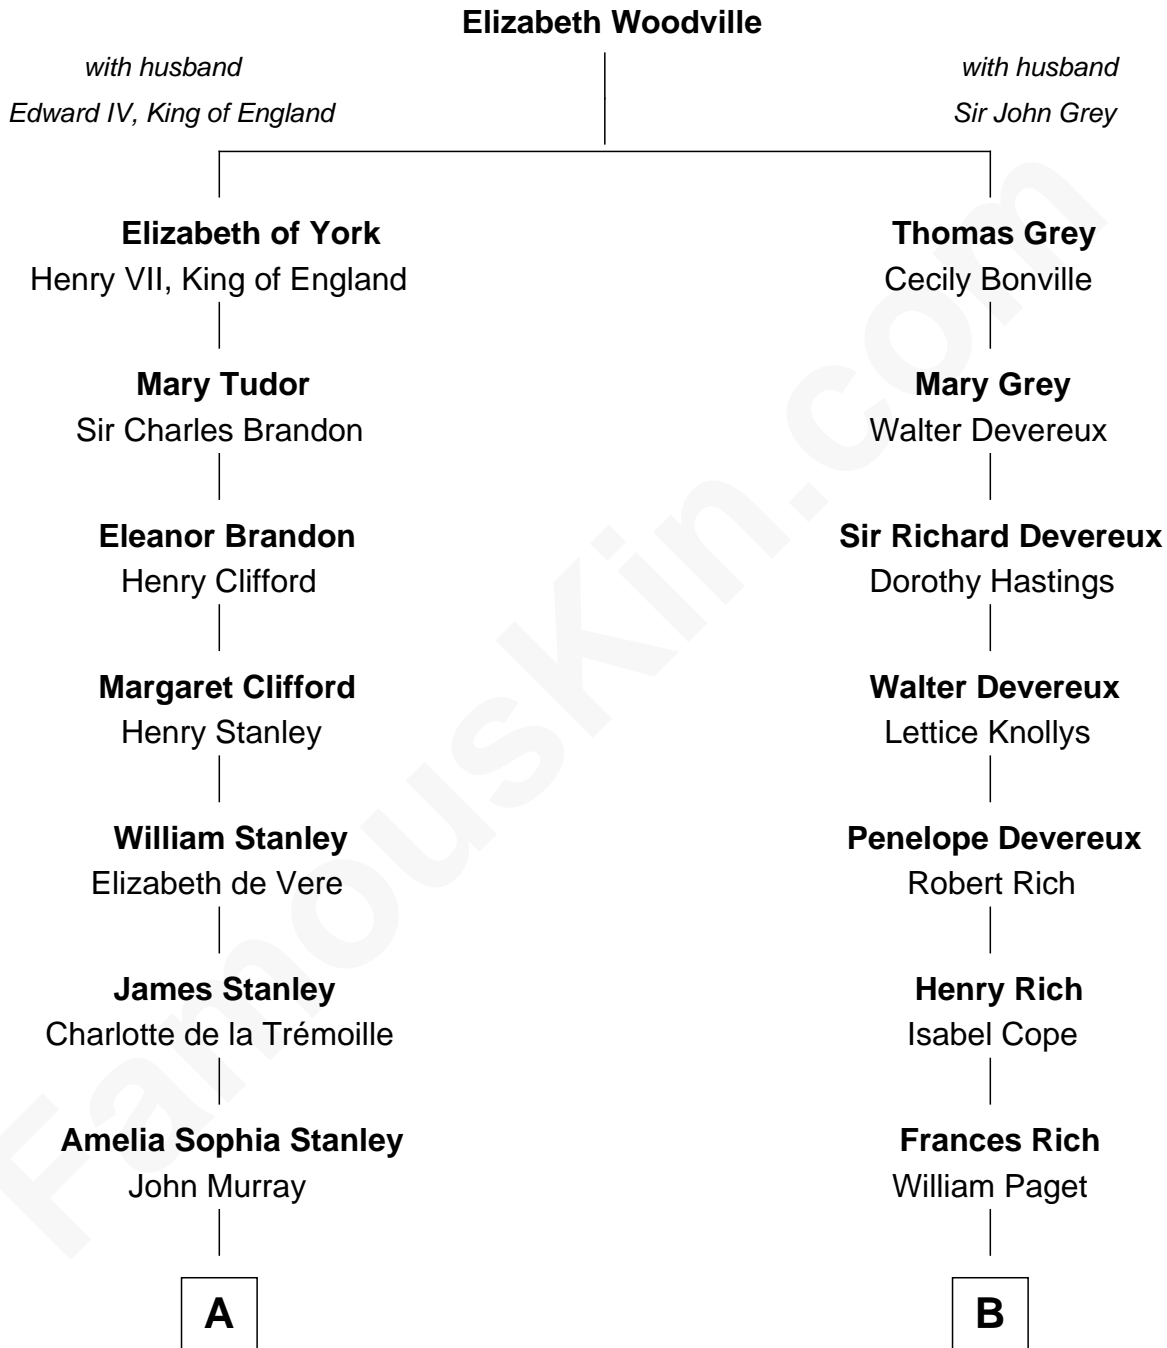 Elizabeth Woodville
with husband
Edward IV, King of England
with husband
Sir John Grey
Elizabeth of York
Henry VII, King of England
Thomas Grey
Cecily Bonville
Mary Tudor
Sir Charles Brandon
Mary Grey
Walter Devereux
Eleanor Brandon
Henry Clifford
Sir Richard Devereux
Dorothy Hastings
Margaret Clifford
Henry Stanley
Walter Devereux
Lettice Knollys
William Stanley
Elizabeth de Vere
Penelope Devereux
Robert Rich
James Stanley
Charlotte de la Trémoille
Henry Rich
Isabel Cope
Amelia Sophia Stanley
John Murray
Frances Rich
William Paget
A
B
FamousKin.com